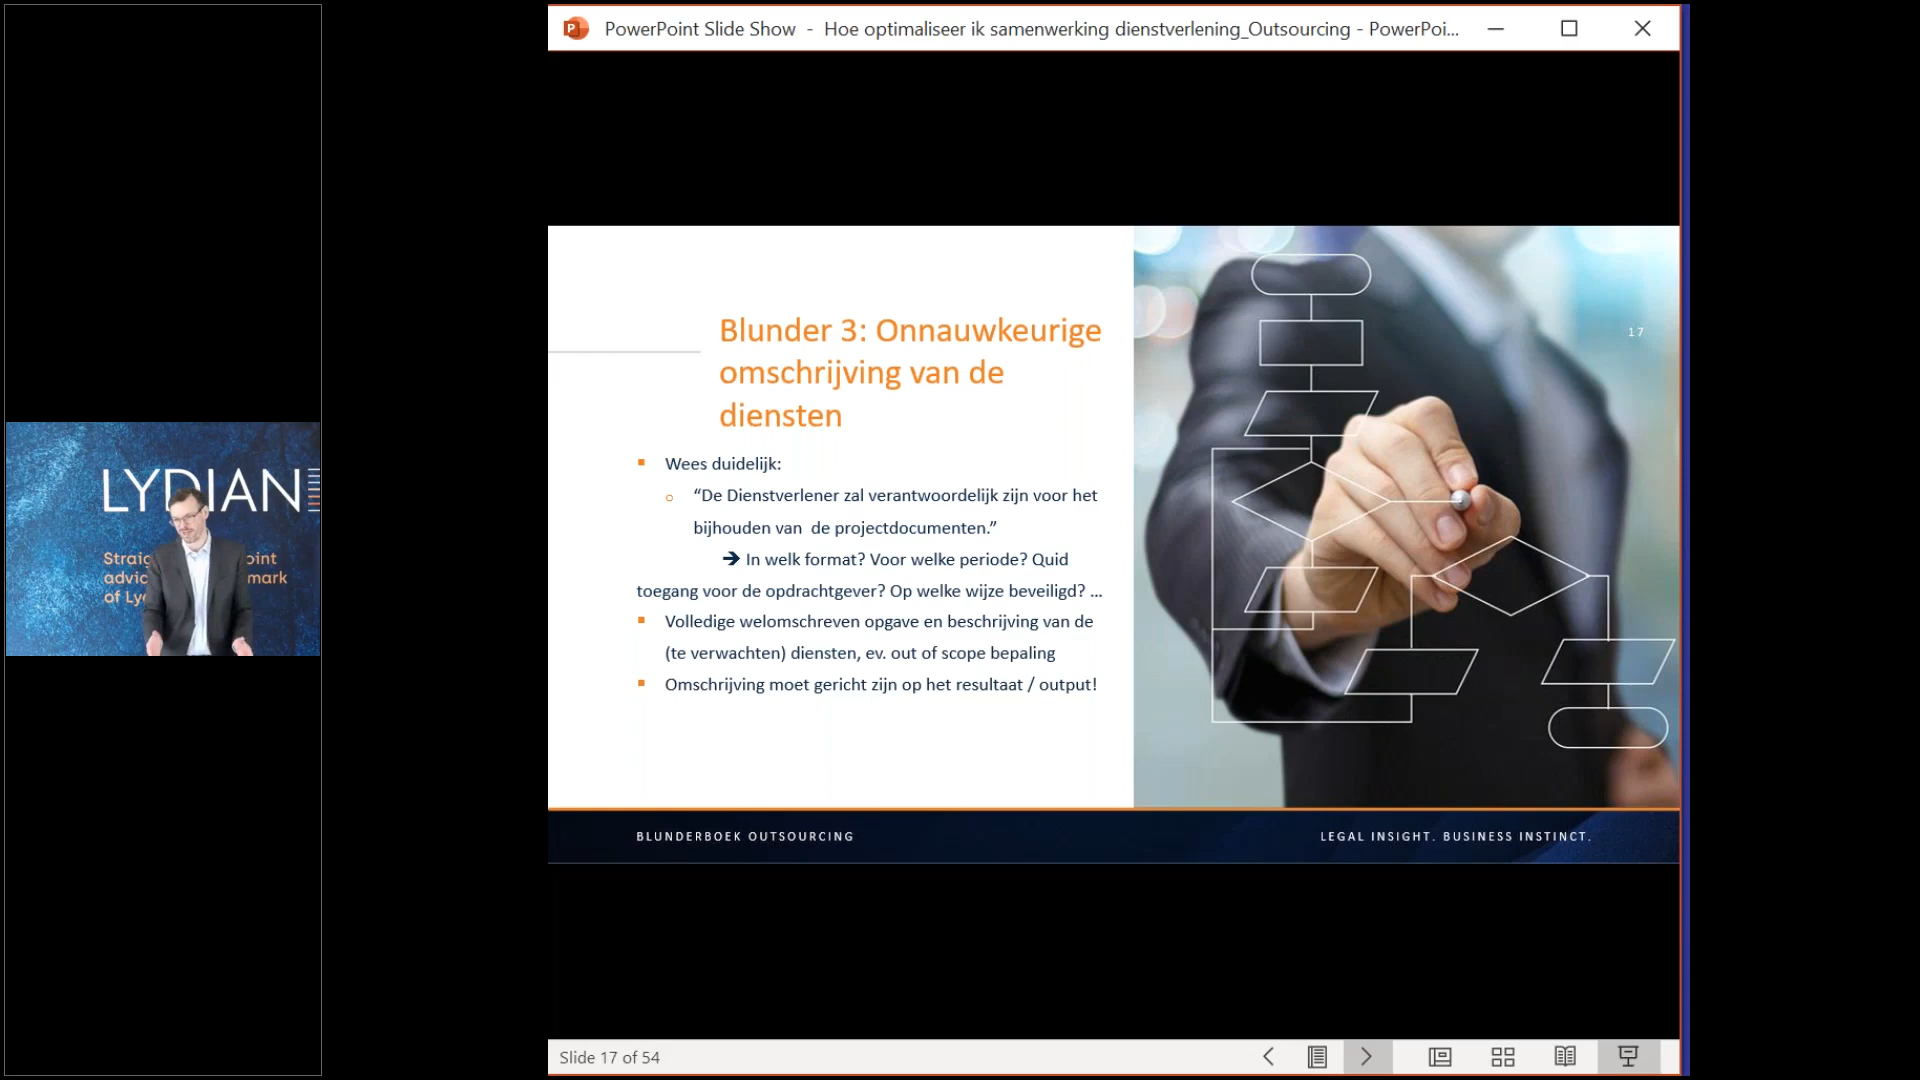 PowerPoint Slide Show - Hoe optimaliseer ik samenwerking dienstverlening_Outsourcing - PowerPoi...
LYDIAN
Blunder 3: Onnauwkeurige
omschrijving van de
diensten
17
Wees duidelijk:
“De Dienstverlener zal verantwoordelijk zijn voor het
bijhouden van de projectdocumenten.”
➔ In welk format? Voor welke periode? Quid
toegang voor de opdrachtgever? Op welke wijze beveiligd? ...
Volledige welomschreven opgave en beschrijving van de
(te verwachten) diensten, ev. out of scope bepaling
Omschrijving moet gericht zijn op het resultaat / output!
BLUNDERBOEK OUTSOURCING
LEGAL INSIGHT. BUSINESS INSTINCT.
Slide 17 of 54